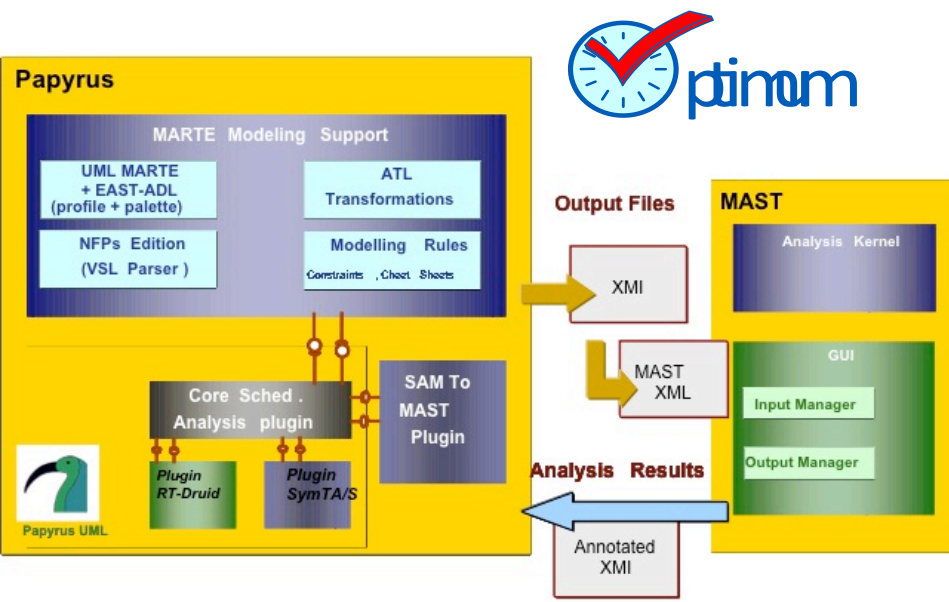 Papyrus
MARTE Modeling Support
UML MARTE
+ EAST-ADL
(profile + palette)
ATL
Transformations
NFPs Edition
(VSL Parser )
Modelling Rules
Constraints , Cheet Sheets
Core Sched .
Analysis plugin
SAM To
MAST
Plugin
Plugin
RT-Druid
Plugin
SymTA/S
Papyrus UML
ptimum
Output Files
XMI
MAST
XML
Analysis Results
Annotated
XMI
MAST
Analysis Kernel
GUI
Input Manager
Output Manager